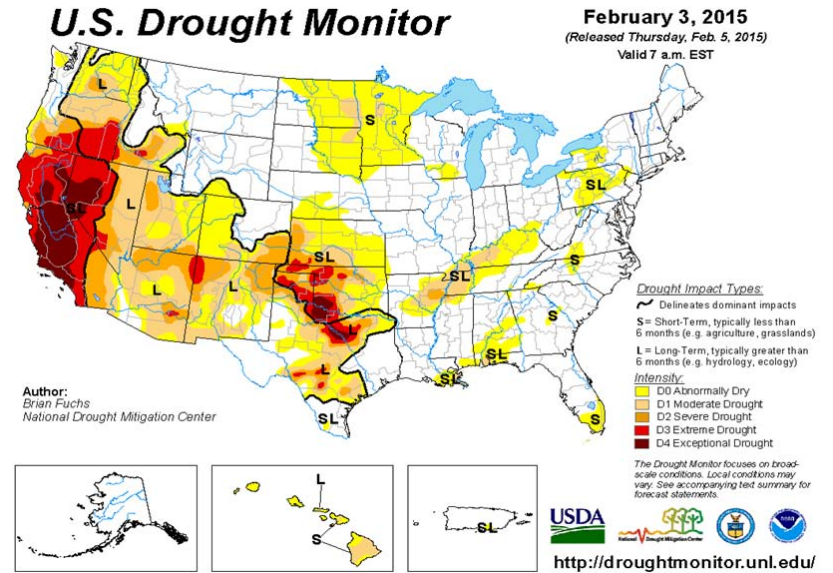 U.S. Drought Monitor
February 3, 2015
(Released Thursday, Feb. 5, 2015)
Valid 7 a.m. EST
L
S
SL
SL
L
S
SL
SL
L
L
S
L
SL
L
SL
S
SL
S
Drought Impact Types:
Delineates dominant impacts
S = Short-Term, typically less than
6 months (e.g. agriculture, grasslands)
L = Long-Term, typically greater than
6 months (e.g. hydrology, ecology)
Intensity:
D0 Abnormally Dry
D1 Moderate Drought
D2 Severe Drought
D3 Extreme Drought
D4 Exceptional Drought
Author:
Brian Fuchs
National Drought Mitigation Center
The Drought Monitor focuses on broad-
scale conditions. Local conditions may
vary. See accompanying text summary for
forecast statements.
L
S
SL
USDA
National Drought Mitigation Center
http://droughtmonitor.unl.edu/